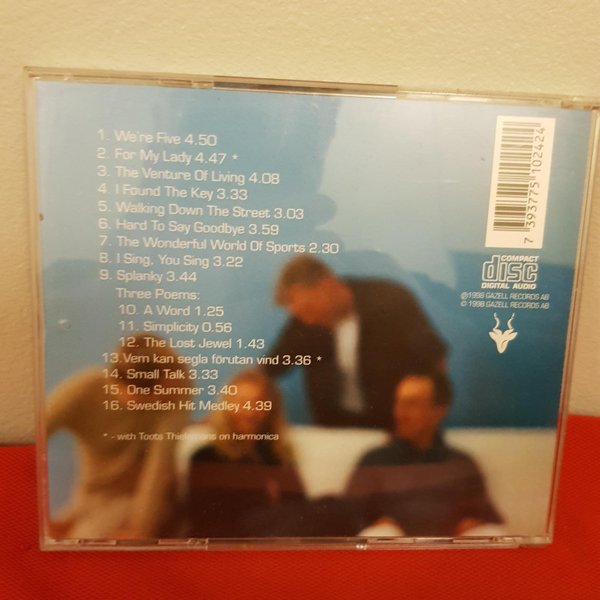 1. We're Five 4.50
2. For My Lady 4.47 *
3. The Venture Of Living 4.08
4. I Found The Key 3.33
5. Walking Down The Street 3.03
6. Hard To Say Goodbye 3.59
7. The Wonderful World Of Sports 2.30
8. I Sing, You Sing 3.22
9. Splanky 3.44
Three Poems:
10. A Word 1.25
11. Simplicity 0.56
12. The Lost Jewel 1.43
13. Vem kan segla förutan vind 3.36 *
14. Small Talk 3.33
15. One Summer 3.40
16. Swedish Hit Medley 4.39
* - with Toots Thielemans on harmonica
7 393775 102424
COMPACT
disc
DIGITAL AUDIO
℗1998 GAZELL RECORDS AB
© 1998 GAZELL RECORDS AB